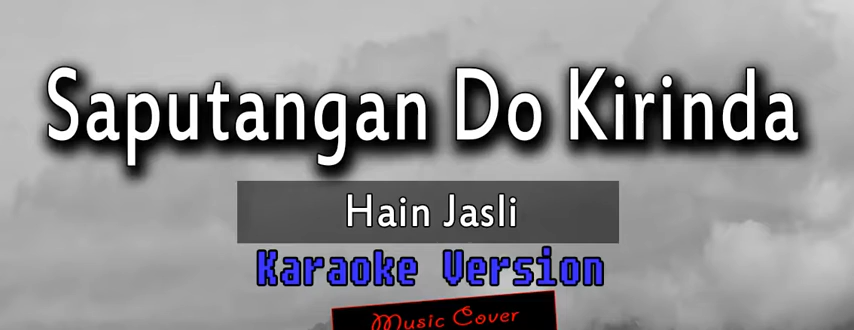 Saputangan Do Kirinda
Hain Jasli
Karaoke Version
Music Cover